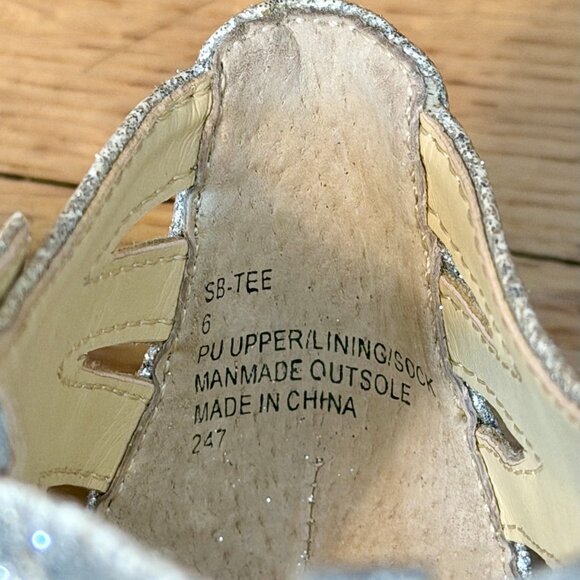 SB-TEE
6
PU UPPER/LINING/SOCK
MANMADE OUTSOLE
MADE IN CHINA
247